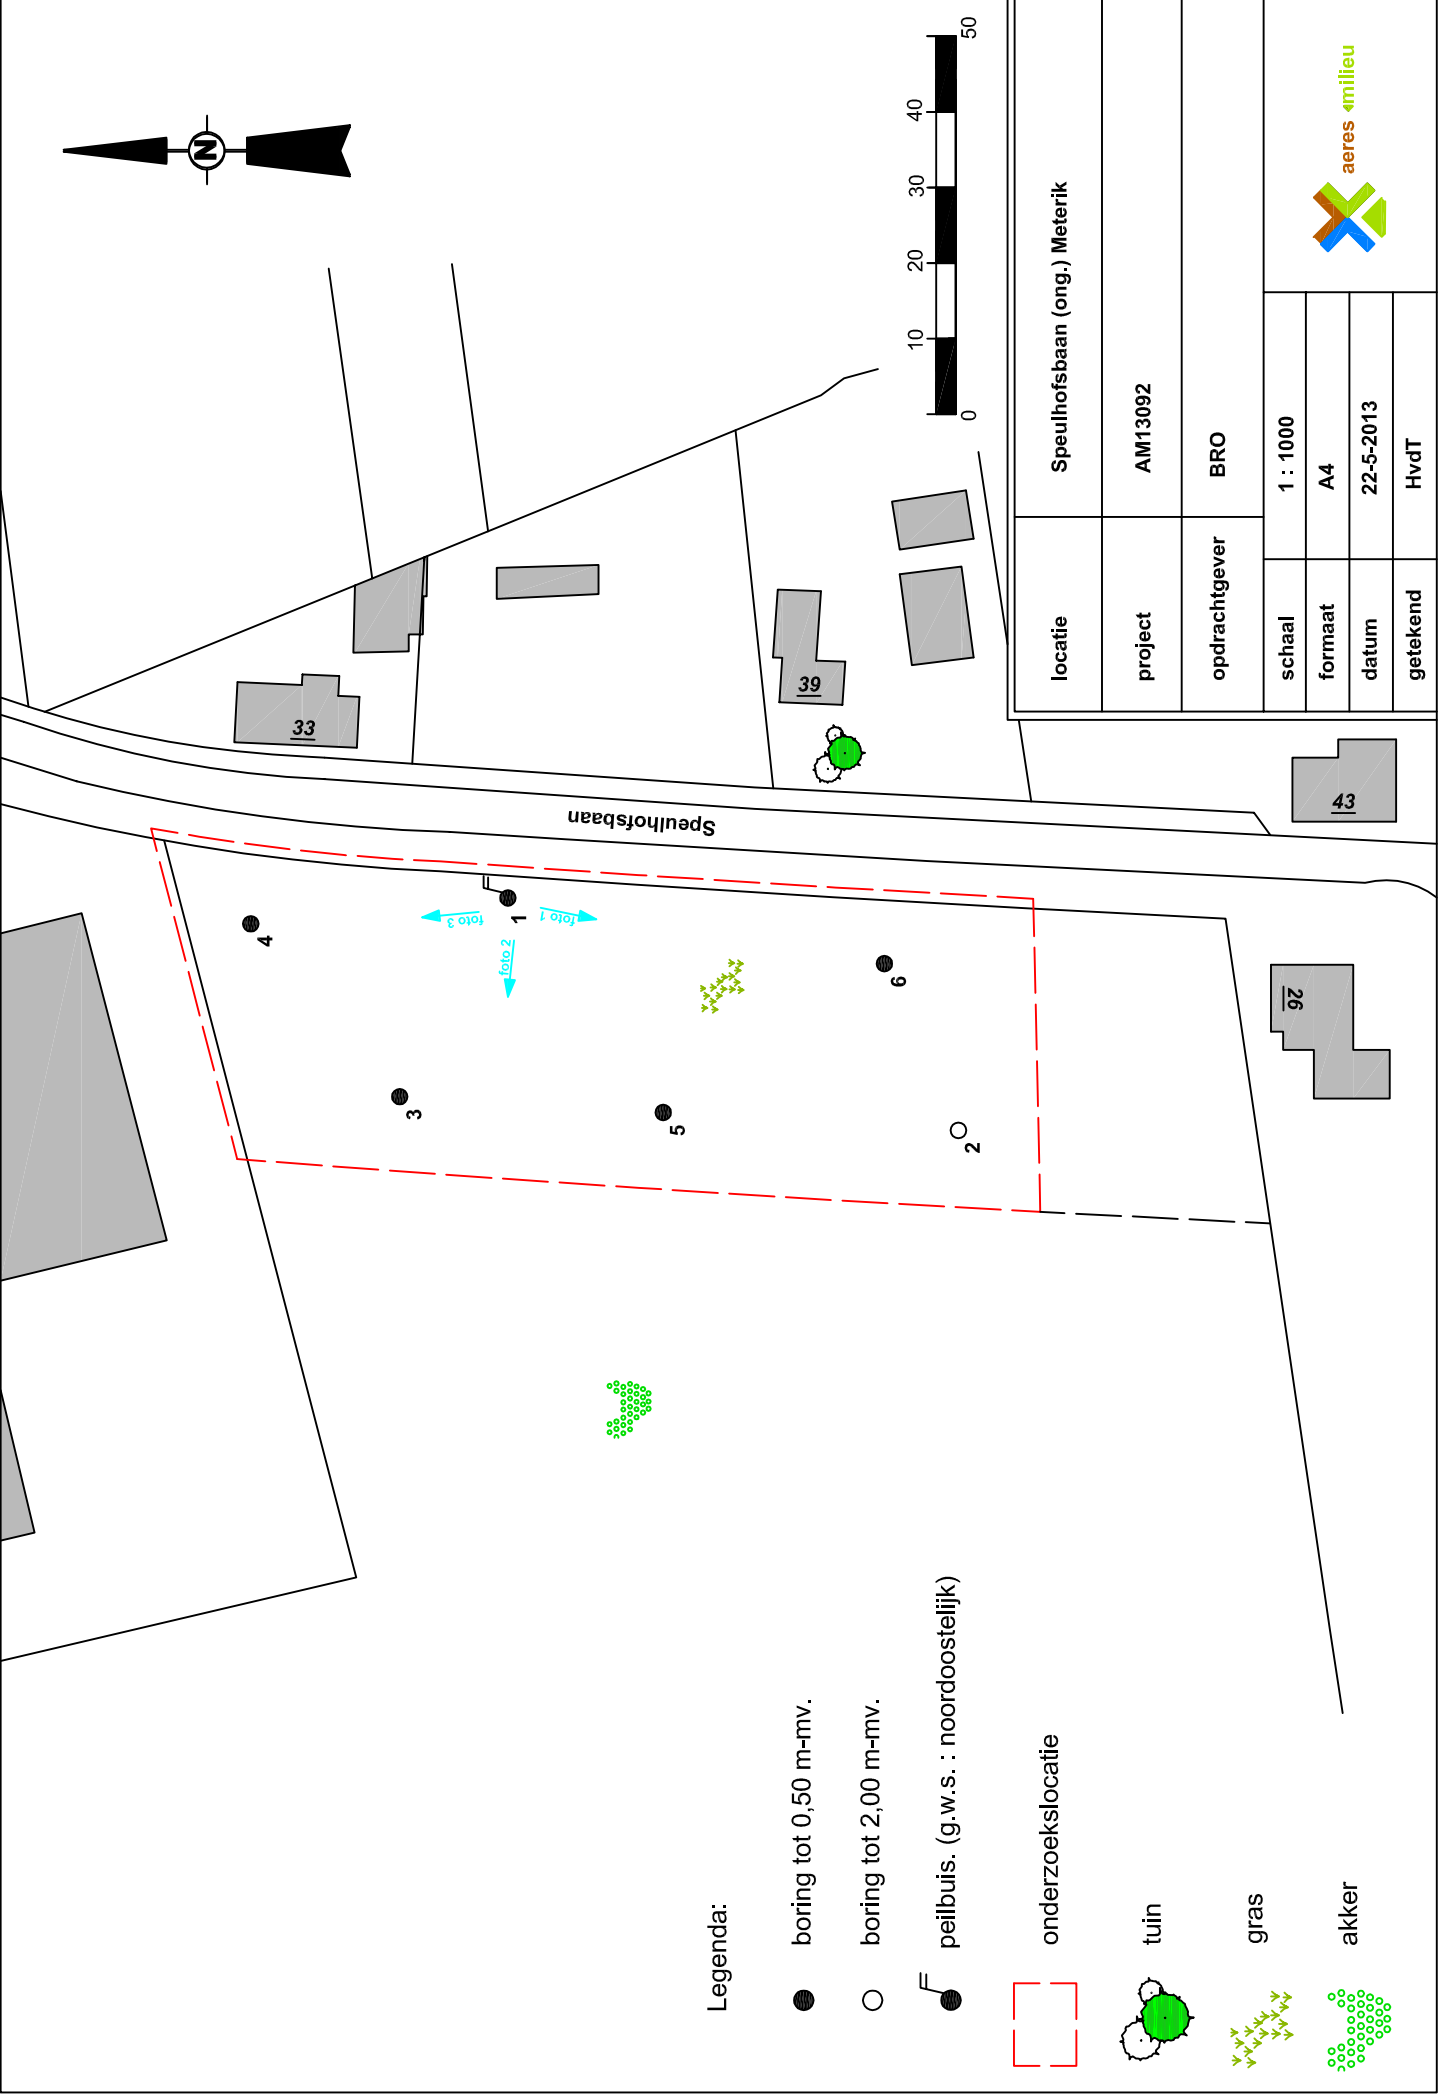 N
33
39
43
26
Speulhofsbaan
4
foto 3
1
foto 1
foto 2
6
3
5
2
0 10 20 30 40 50
Legenda:
boring tot 0,50 m-mv.
boring tot 2,00 m-mv.
peilbuis. (g.w.s. : noordoostelijk)
onderzoekslocatie
tuin
gras
akker
locatie Speulhofsbaan (ong.) Meterik
project AM13092
opdrachtgever BRO
schaal 1 : 1000
formaat A4
datum 22-5-2013
getekend HvdT
aeres milieu